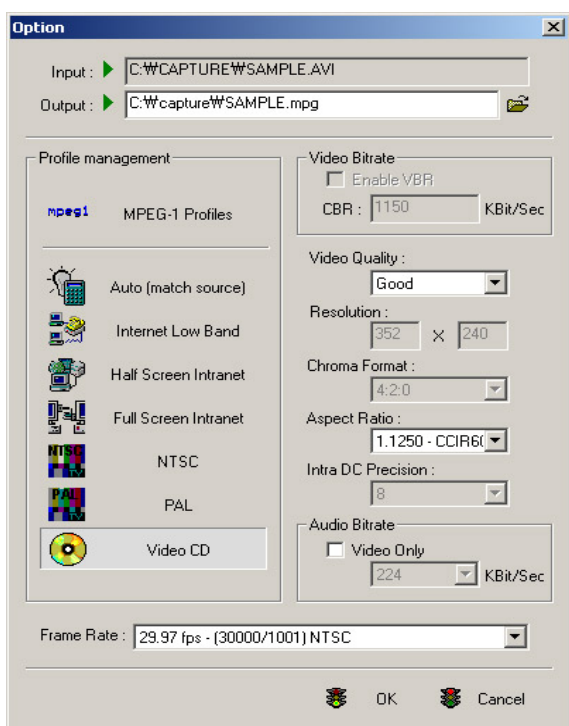 Option
Input : C:₩CAPTURE₩SAMPLE.AVI
Output : C:₩capture₩SAMPLE.mpg
Profile management
mpeg1 MPEG-1 Profiles
Auto (match source)
Internet Low Band
Half Screen Intranet
Full Screen Intranet
NTSC NTSC
TV
PAL PAL
TV
Video CD
Video Bitrate
Enable VBR
CBR : 1150 KBit/Sec
Video Quality :
Good
Resolution :
352 X 240
Chroma Format :
4:2:0
Aspect Ratio :
1.1250 - CCIR6(
Intra DC Precision :
8
Audio Bitrate
Video Only
224 KBit/Sec
Frame Rate : 29.97 fps - (30000/1001) NTSC
OK Cancel